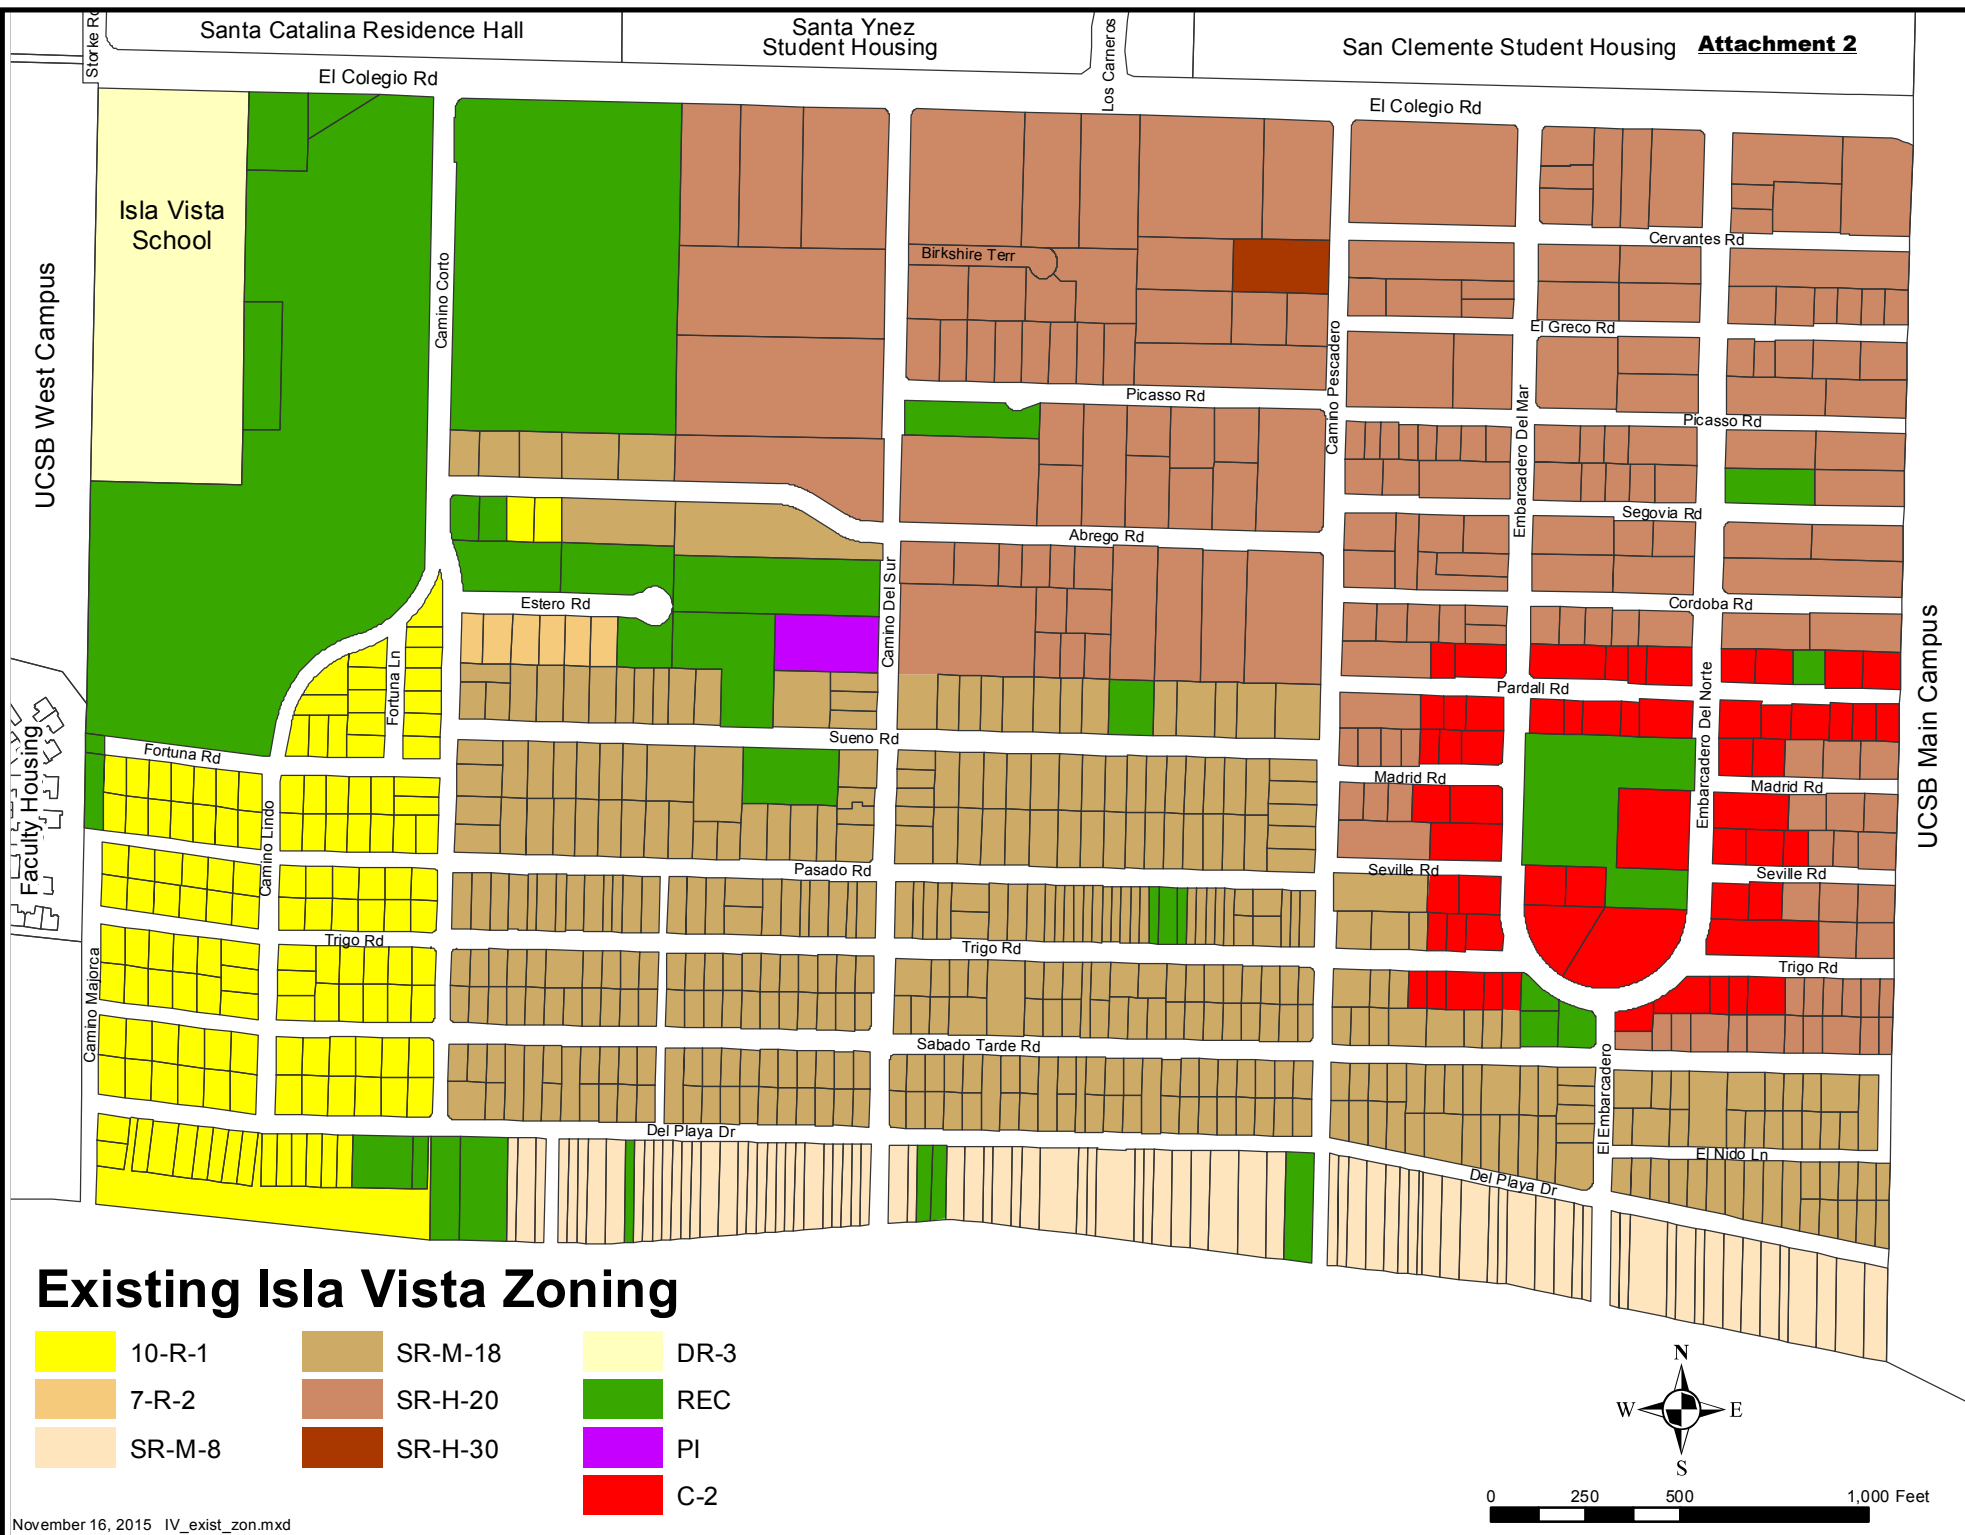 Santa Catalina Residence Hall
Santa Ynez
Student Housing
San Clemente Student Housing
Attachment 2
Storke Rd
Los Carneros
El Colegio Rd
El Colegio Rd
Isla Vista
School
UCSB West Campus
Camino Corto
Birkshire Terr
Cervantes Rd
El Greco Rd
Camino Pescadero
Picasso Rd
Picasso Rd
Embarcadero Del Mar
Segovia Rd
Abrego Rd
Estero Rd
Camino Del Sur
Cordoba Rd
UCSB Main Campus
Fortuna Ln
Pardall Rd
Embarcadero Del Norte
Sueno Rd
Fortuna Rd
Faculty Housing
Madrid Rd
Madrid Rd
Camino Lindo
Pasado Rd
Seville Rd
Seville Rd
Trigo Rd
Trigo Rd
Trigo Rd
Camino Majorca
Sabado Tarde Rd
El Embarcadero
Del Playa Dr
El Nido Ln
Del Playa Dr
Existing Isla Vista Zoning
10-R-1
7-R-2
SR-M-8
SR-M-18
SR-H-20
SR-H-30
DR-3
REC
PI
C-2
N
W
E
S
0 250 500 1,000 Feet
November 16, 2015 IV_exist_zon.mxd